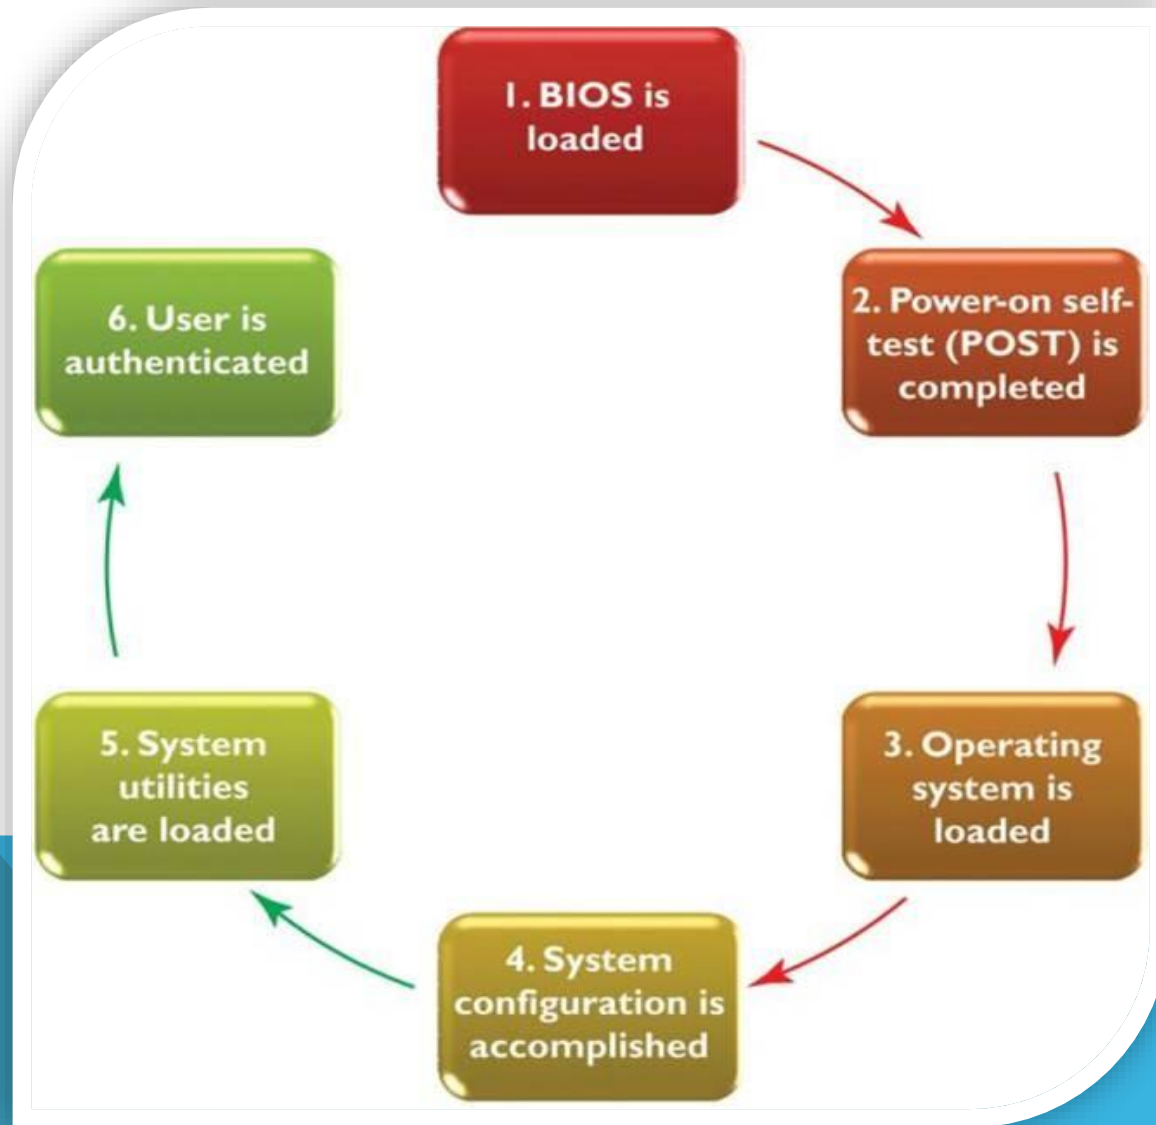 1. BIOS is
loaded
2. Power-on self-
test (POST) is
completed
3. Operating
system is
loaded
4. System
configuration is
accomplished
5. System
utilities
are loaded
6. User is
authenticated